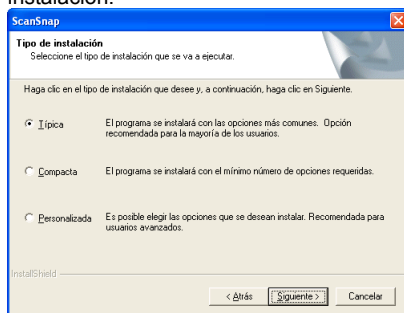 instalación.
ScanSnap
Tipo de instalación
Seleccione el tipo de instalación que se va a ejecutar.
Haga clic en el tipo de instalación que desee y, a continuación, haga clic en Siguiente.
Típica
El programa se instalará con las opciones más comunes. Opción
recomendada para la mayoría de los usuarios.
Compacta
El programa se instalará con el mínimo número de opciones requeridas.
Personalizada
Es posible elegir las opciones que se desean instalar. Recomendada para
usuarios avanzados.
InstallShield
< Atrás
Siguiente >
Cancelar